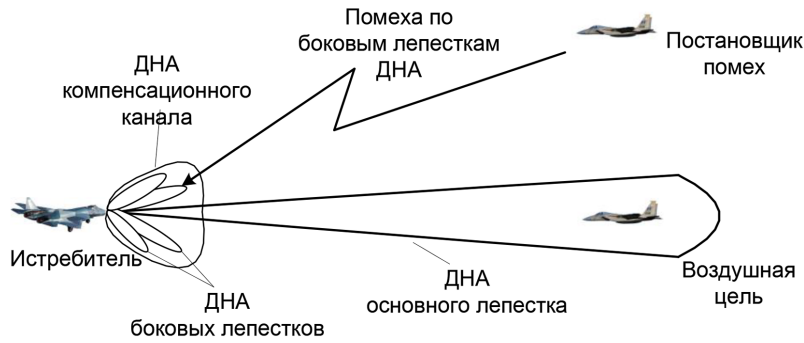 Помеха по
боковым лепесткам
ДНА
Постановщик
помех
ДНА
компенсационного
канала
Истребитель
ДНА
боковых лепестков
ДНА
основного лепестка
Воздушная
цель